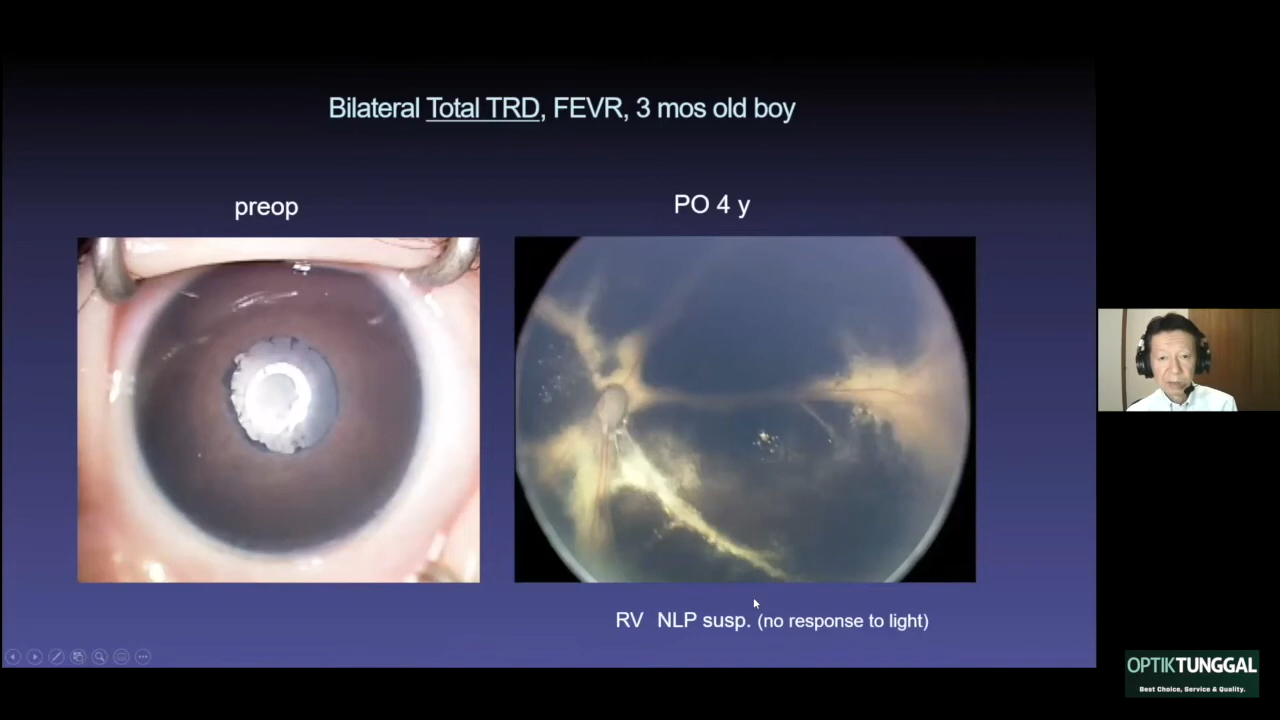 Bilateral Total TRD, FEVR, 3 mos old boy
preop
PO 4 y
RV NLP susp. (no response to light)
OPTIKTUNGGAL
Best Choice, Service & Quality.